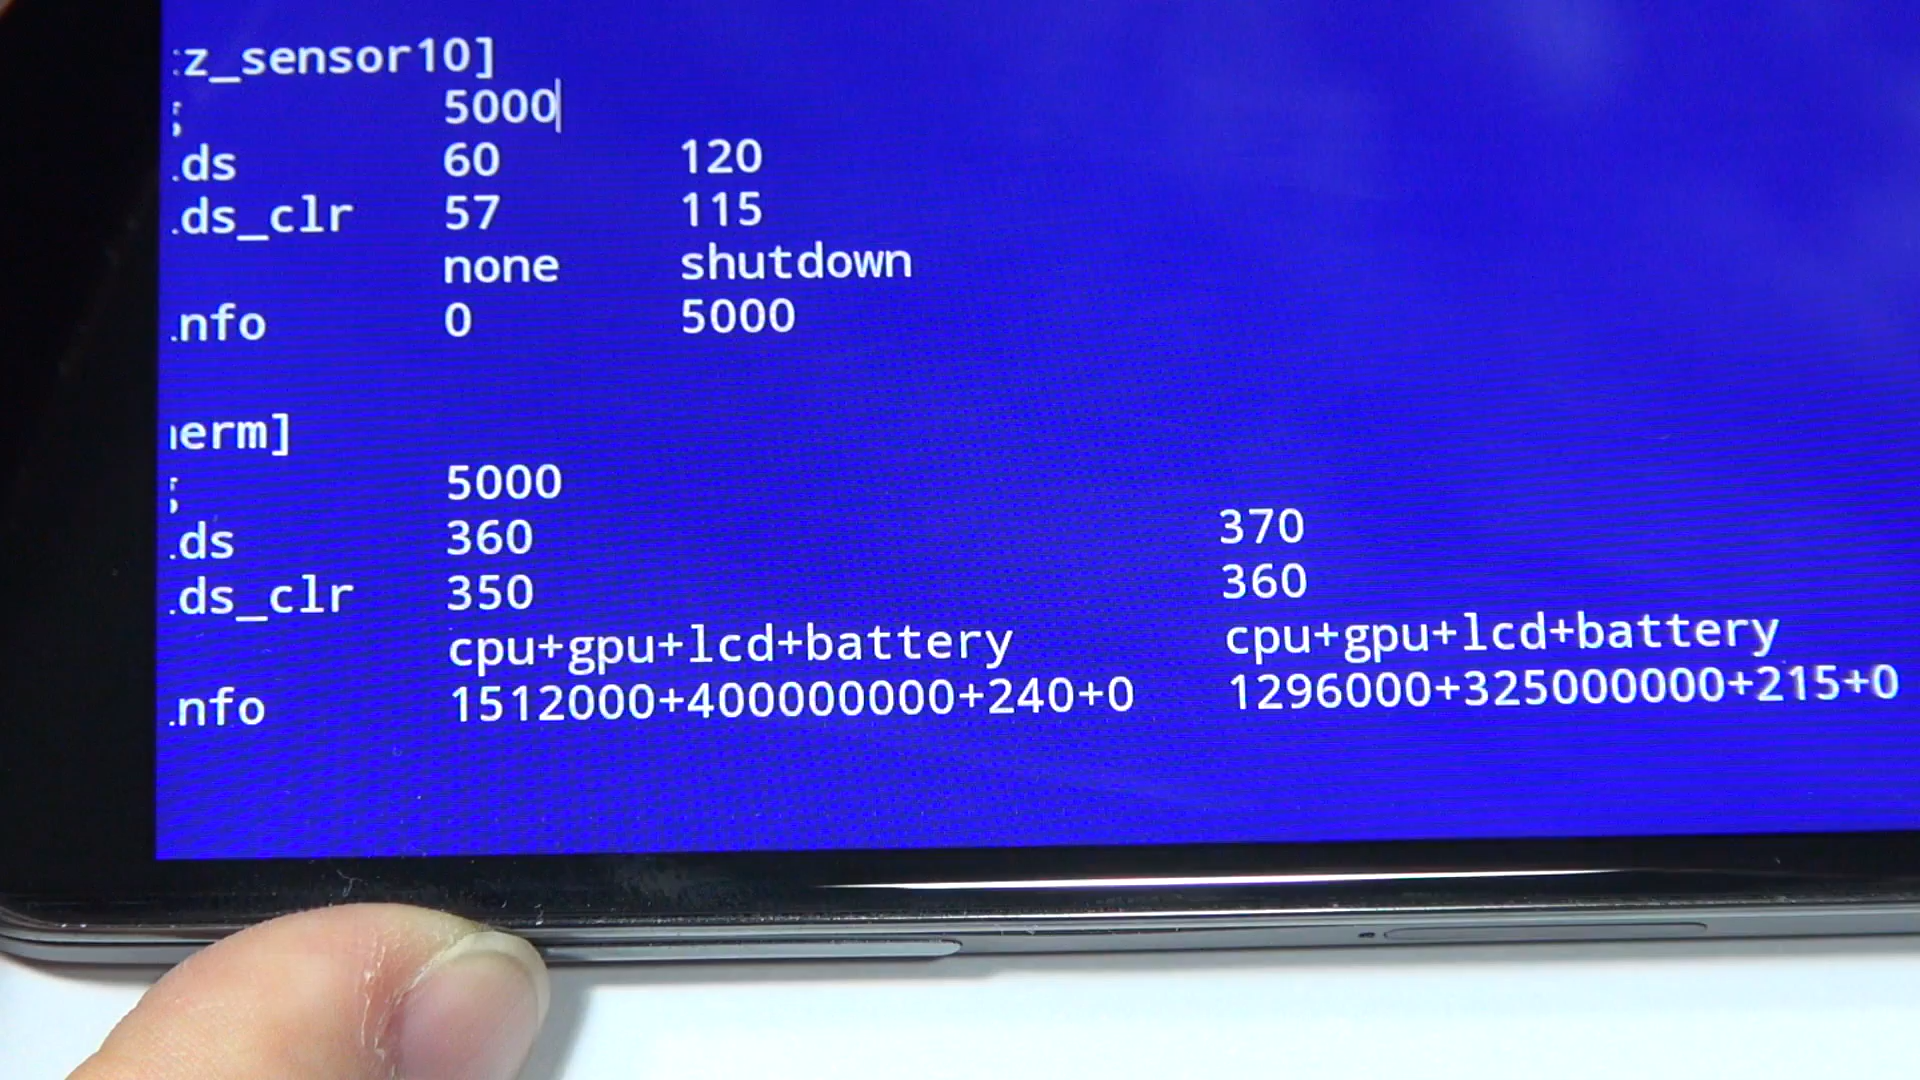 z_sensor10]
5000
.ds 60 120
.ds_clr 57 115
none shutdown
.nfo 0 5000
erm]
5000
.ds 360 370
.ds_clr 350 360
cpu+gpu+lcd+battery cpu+gpu+lcd+battery
.nfo 1512000+400000000+240+0 1296000+325000000+215+0